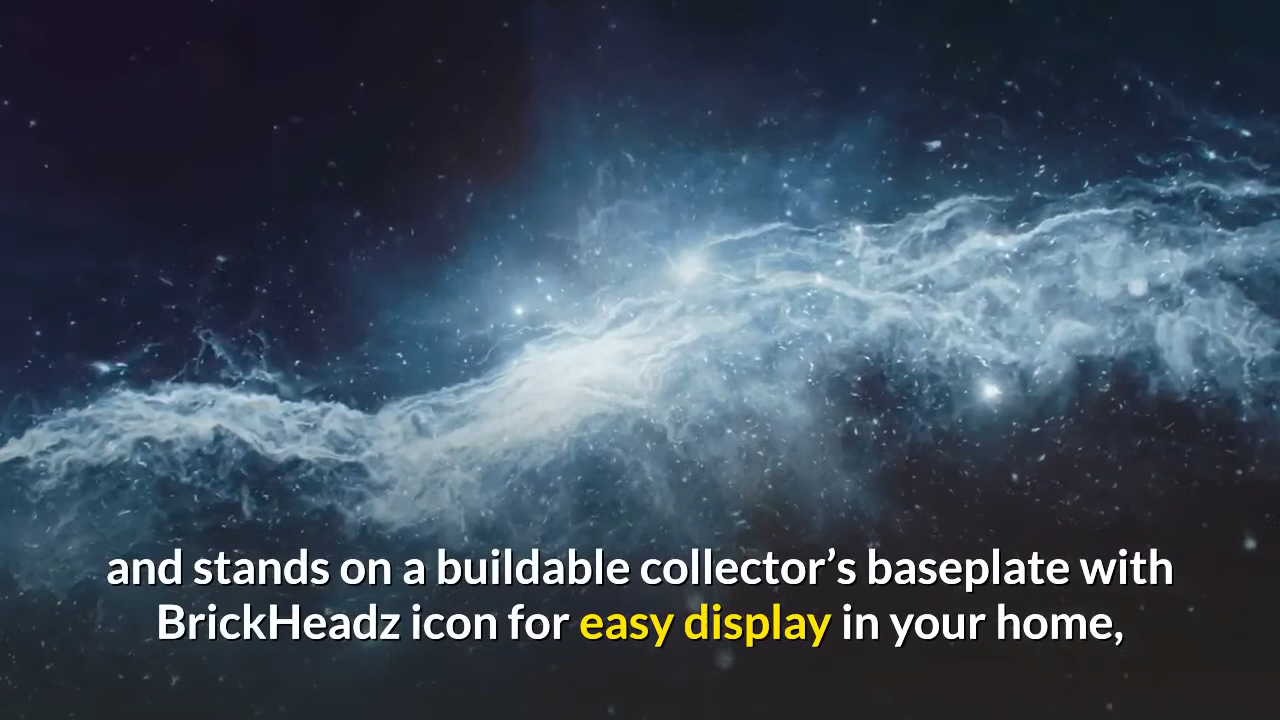 and stands on a buildable collector’s baseplate with
BrickHeadz icon for easy display in your home,